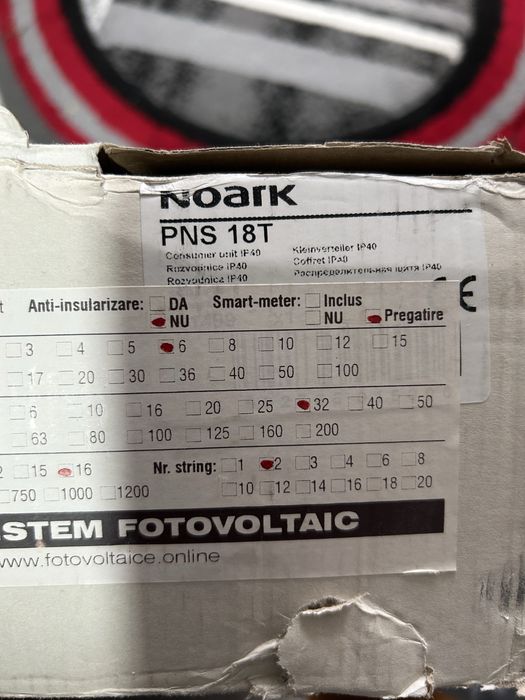 Noark
PNS 18T
Consumer unit IP40 Kleinverteiler IP40
Rozvodnice IP40 Coffret IP40
Rozvodnica IP40 Распределительная щита IP40
CE
Anti-insularizare: DA Smart-meter: Inclus
NU NU Pregatire
3 4 5 6 8 10 12 15
17 20 30 36 40 50 100
6 10 16 20 25 32 40 50
63 80 100 125 160 200
2 15 16 Nr. string: 1 2 3 4 6 8
750 1000 1200 10 12 14 16 18 20
STEM FOTOVOLTAIC
www.fotovoltaice.online